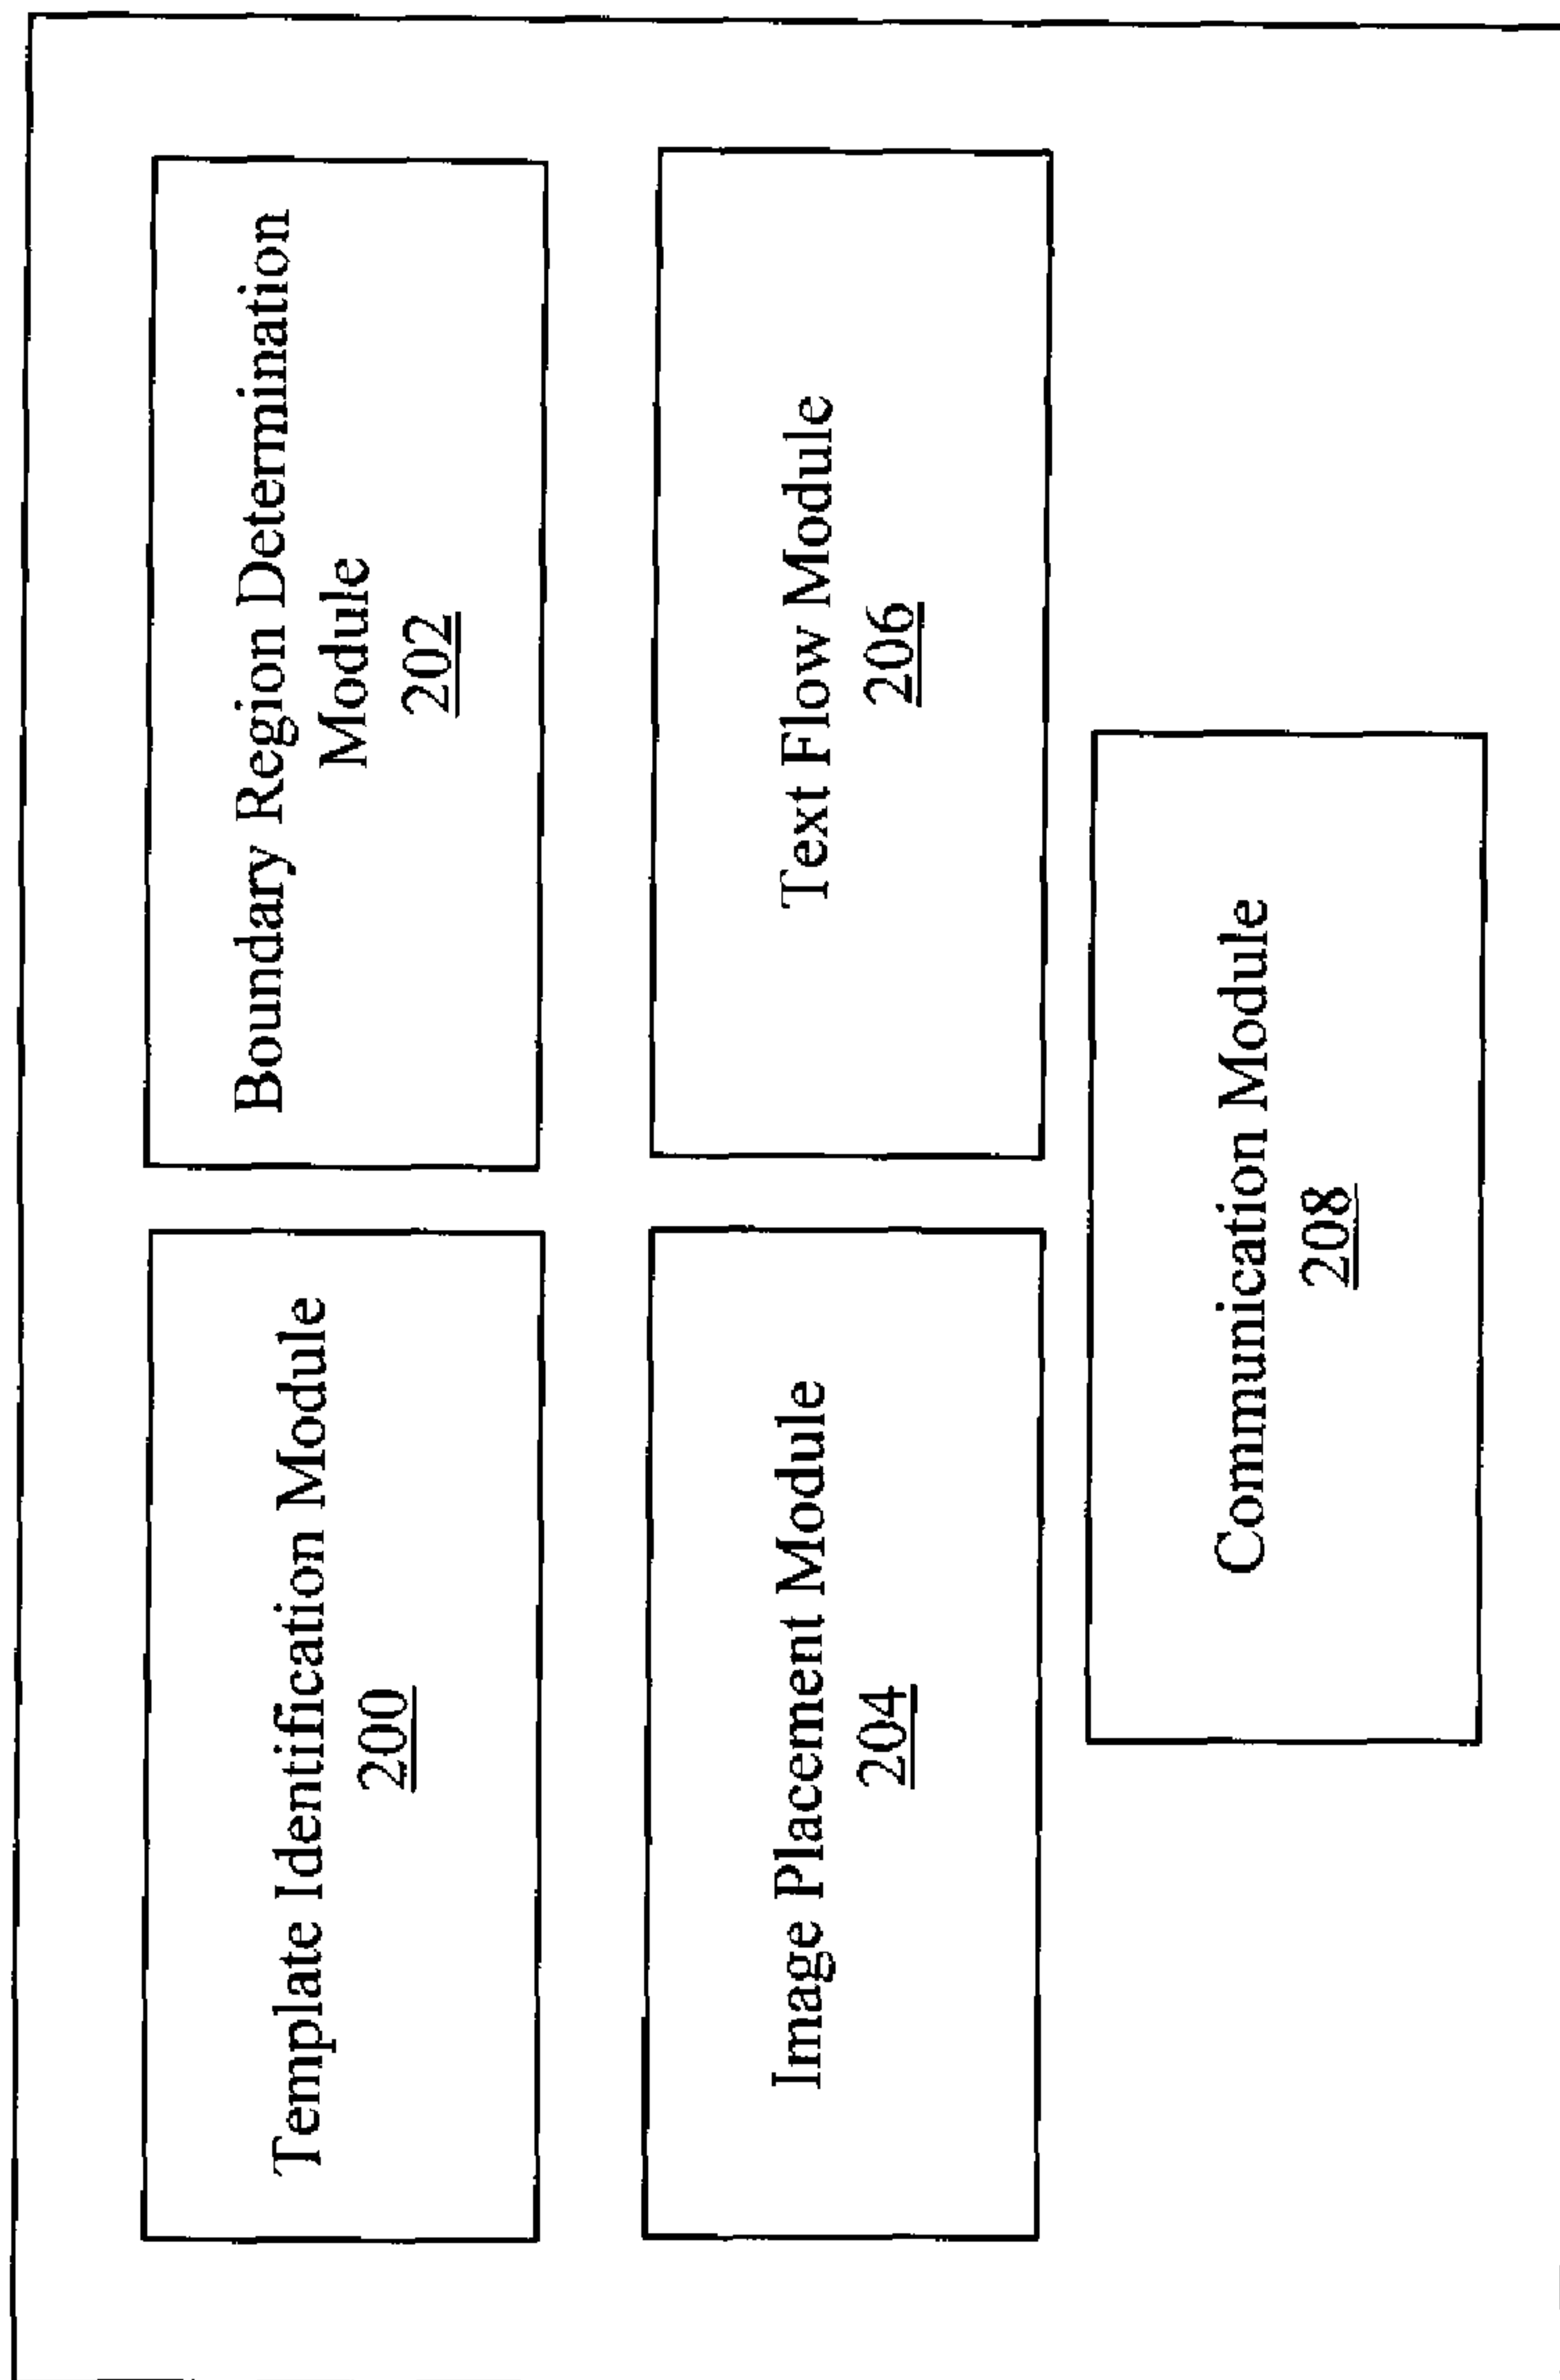 Template Identification Module
200
Boundary Region Determination
Module
202
Image Placement Module
204
Text Flow Module
206
Communication Module
208